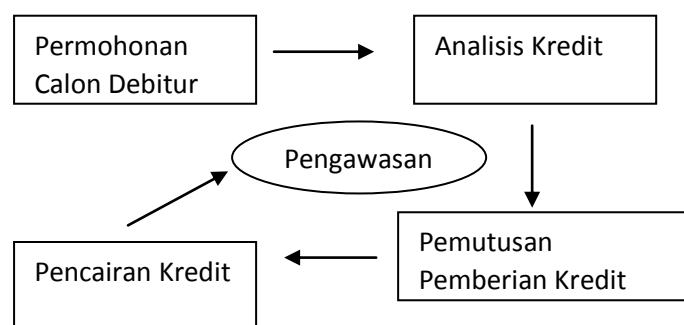 Permohonan
Calon Debitur
Analisis Kredit
Pengawasan
Pemutusan
Pemberian Kredit
Pencairan Kredit